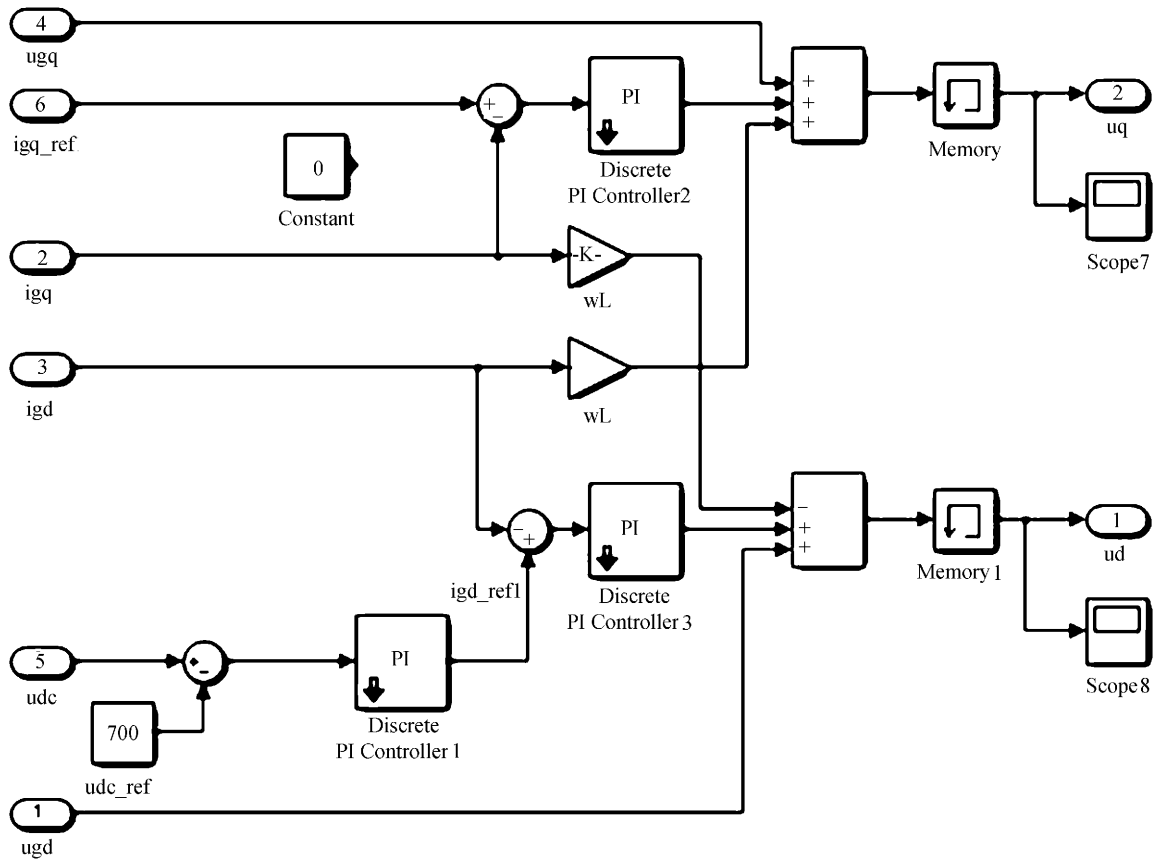 4
ugq
6
igq_ref
+
−
PI
Discrete
PI Controller2
+
+
+
Memory
2
uq
Scope7
0
Constant
2
igq
-K-
wL
3
igd
wL
−
+
igd_ref1
PI
Discrete
PI Controller3
−
+
+
Memory1
1
ud
Scope8
5
udc
+
−
700
udc_ref
PI
Discrete
PI Controller1
1
ugd